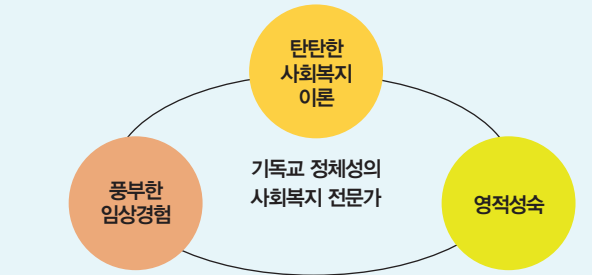 탄탄한
사회복지
이론
기독교 정체성의
사회복지 전문가
풍부한
임상경험
영적성숙